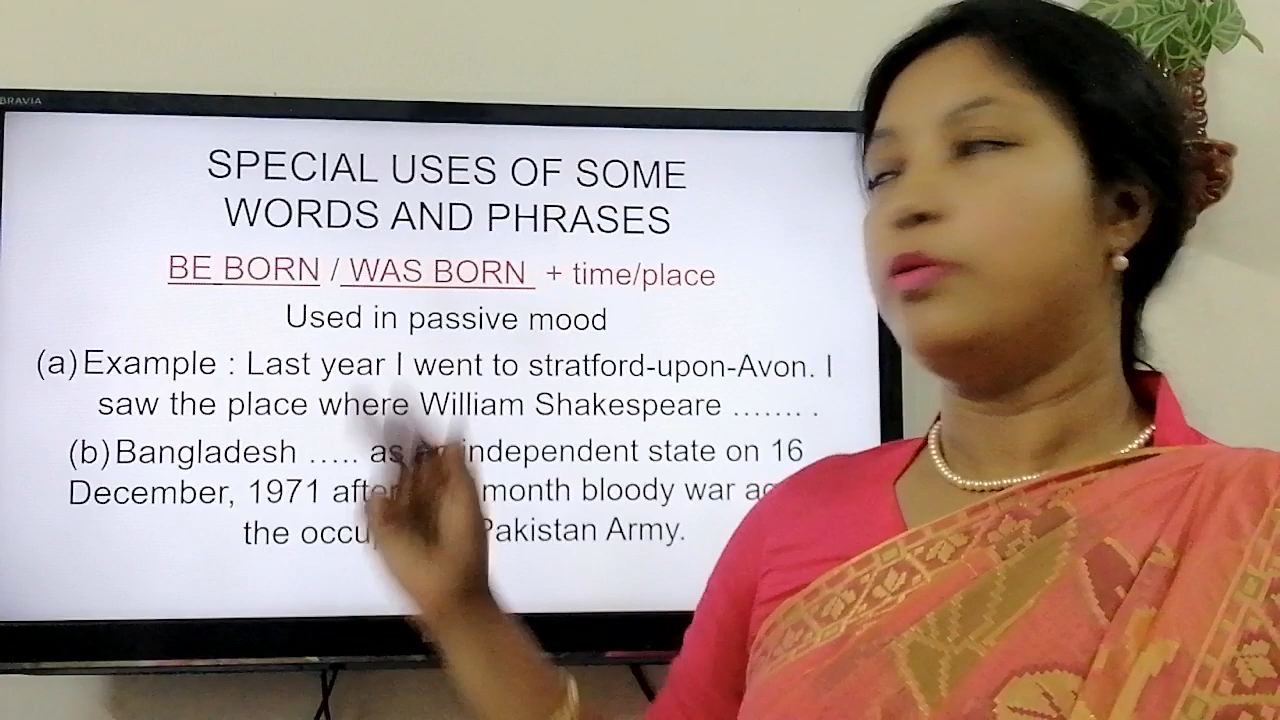 BRAVIA
SPECIAL USES OF SOME
WORDS AND PHRASES
BE BORN / WAS BORN + time/place
Used in passive mood
(a) Example : Last year I went to stratford-upon-Avon. I
saw the place where William Shakespeare ....... .
(b) Bangladesh ..... as an independent state on 16
December, 1971 after month bloody war
the Pakistan Army.